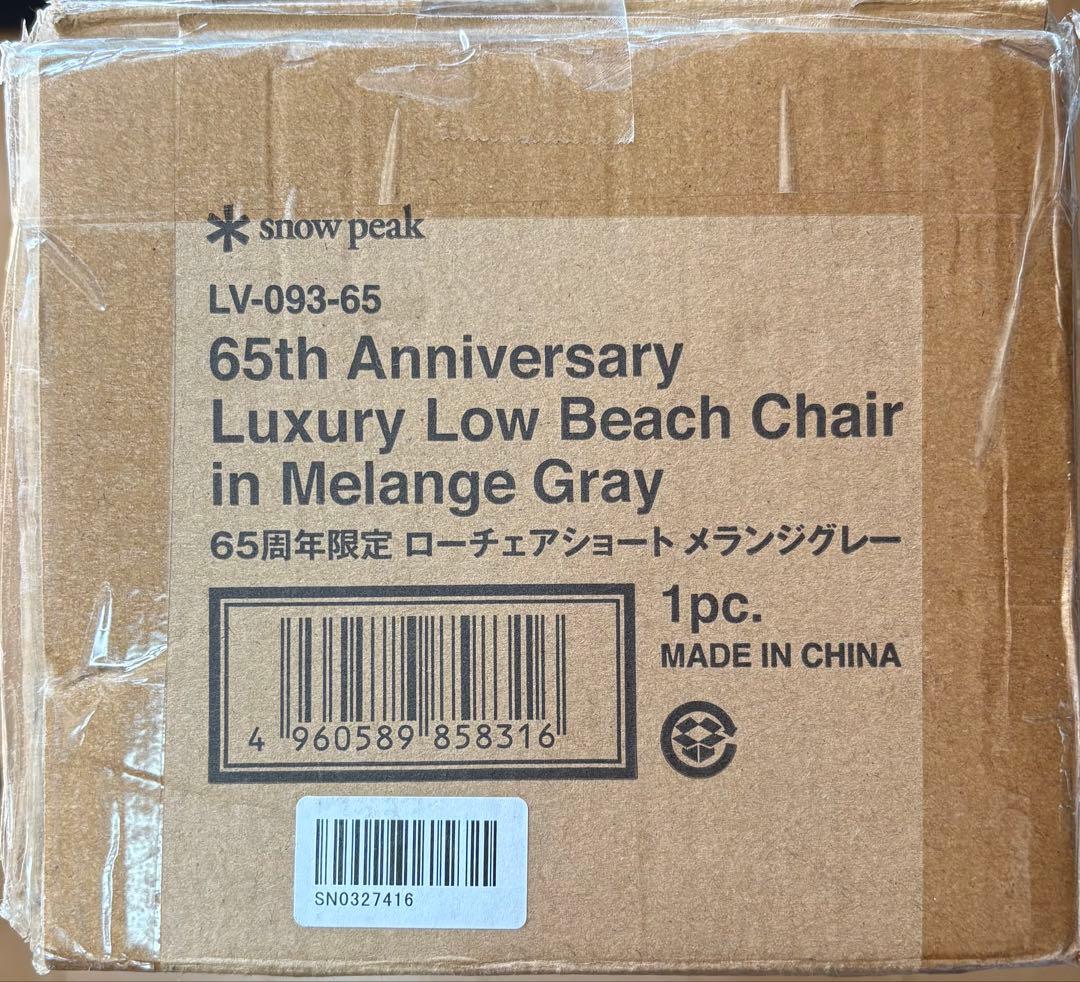 snow peak
LV-093-65
65th Anniversary
Luxury Low Beach Chair
in Melange Gray
65周年限定 ローチェアショート メランジグレー
1pc.
MADE IN CHINA
4 960589 858316
SN0327416